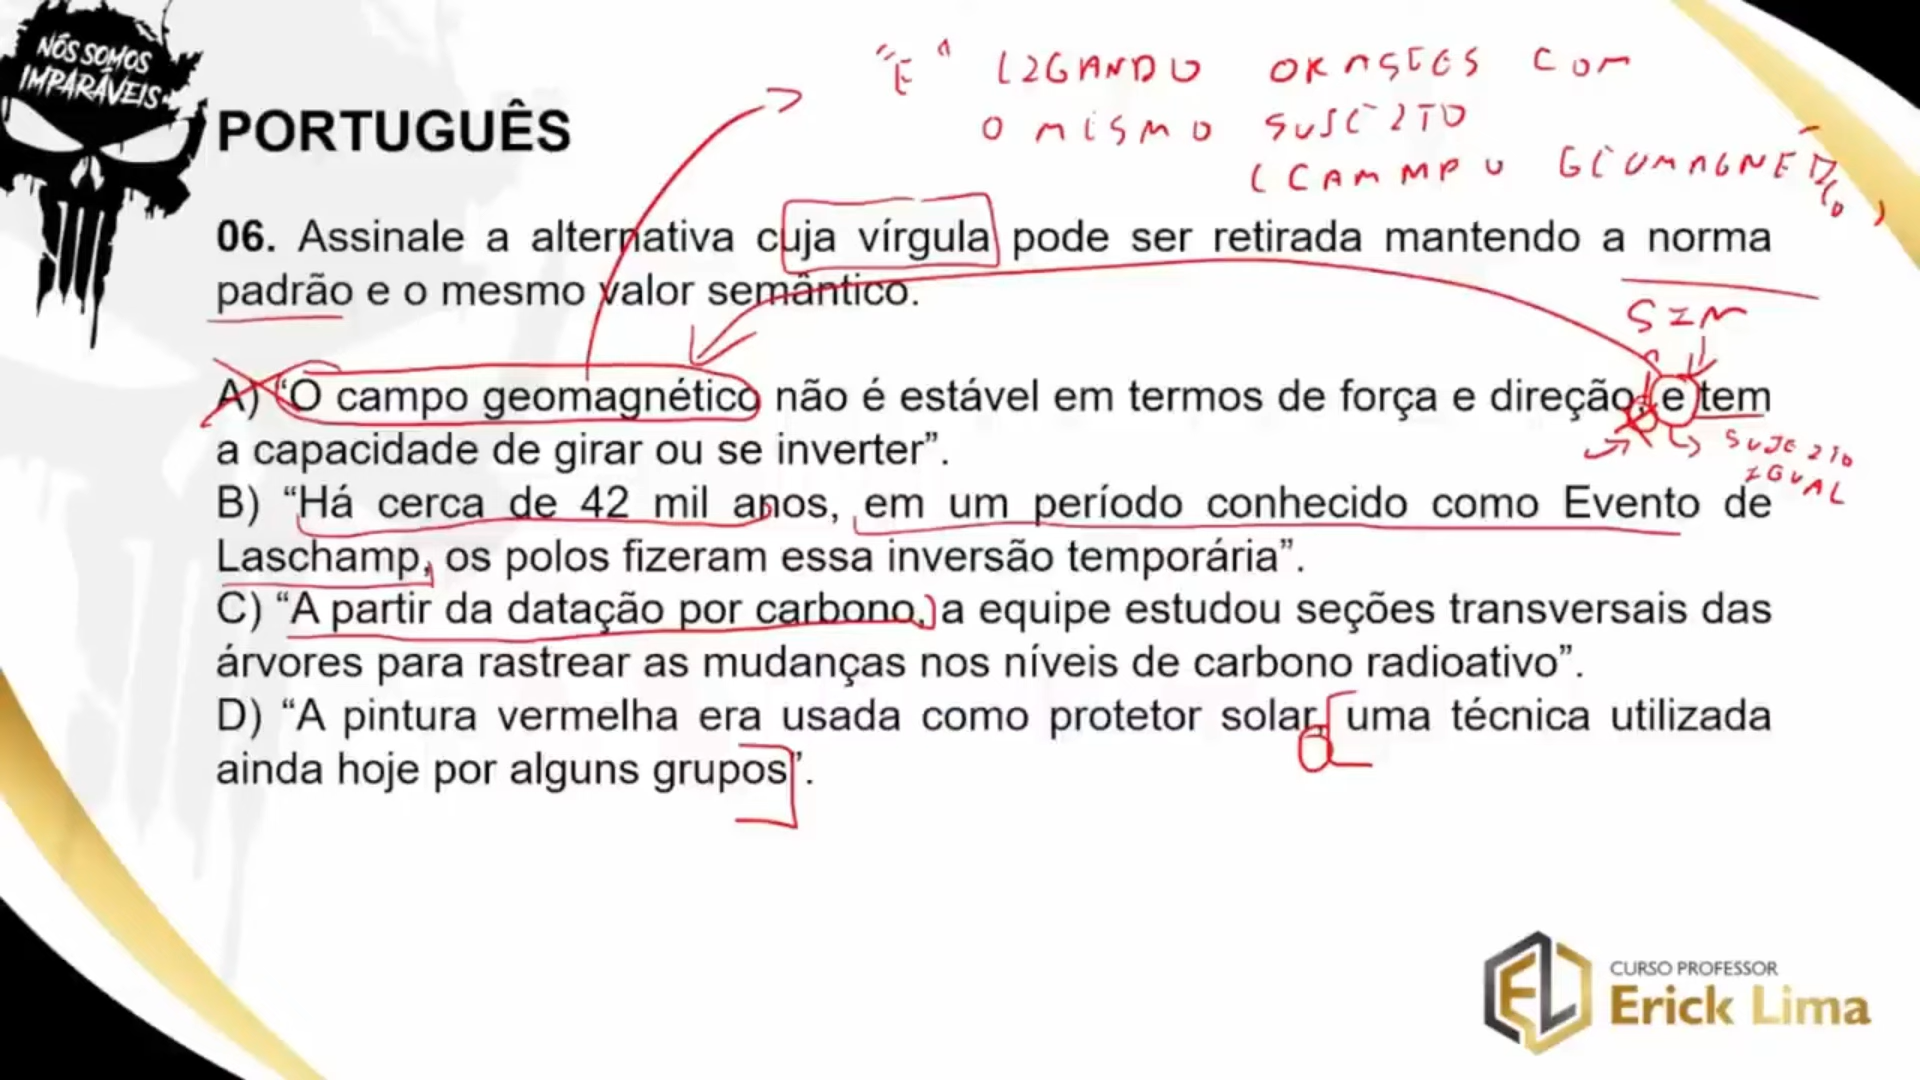 NÓS SOMOS
IMPARÁVEIS
"E" LIGANDO ORAÇÕES COM
O MESMO SUJEITO
(CAMMPO GEOMAGNÉTICO)
PORTUGUÊS
06. Assinale a alternativa cuja vírgula pode ser retirada mantendo a norma
padrão e o mesmo valor semântico.
SIM
A) “O campo geomagnético não é estável em termos de força e direção, e tem
a capacidade de girar ou se inverter”.
SUJEITO
IGUAL
B) “Há cerca de 42 mil anos, em um período conhecido como Evento de
Laschamp, os polos fizeram essa inversão temporária”.
C) “A partir da datação por carbono, a equipe estudou seções transversais das
árvores para rastrear as mudanças nos níveis de carbono radioativo”.
D) “A pintura vermelha era usada como protetor solar, uma técnica utilizada
ainda hoje por alguns grupos”.
EL
CURSO PROFESSOR
Erick Lima